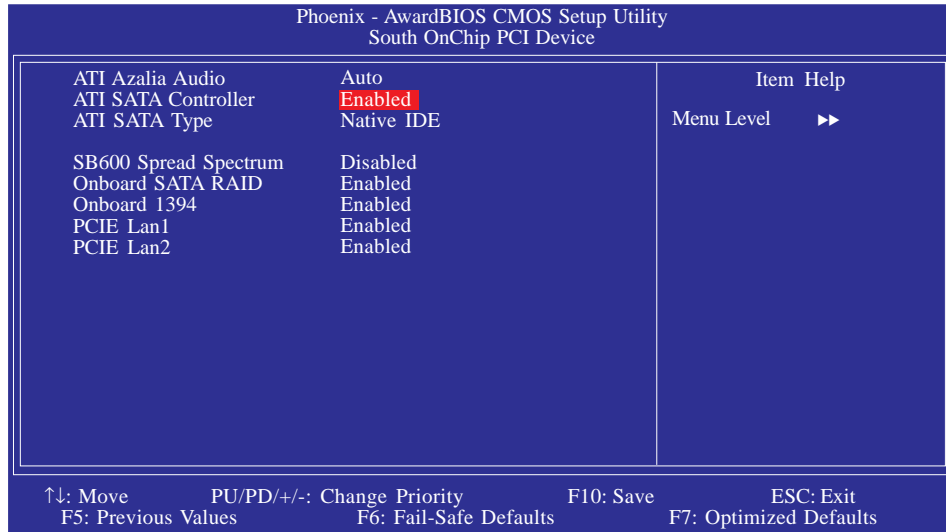 Phoenix - AwardBIOS CMOS Setup Utility
South OnChip PCI Device
ATI Azalia Audio Auto
ATI SATA Controller Enabled
ATI SATA Type Native IDE
SB600 Spread Spectrum Disabled
Onboard SATA RAID Enabled
Onboard 1394 Enabled
PCIE Lan1 Enabled
PCIE Lan2 Enabled
Item Help
Menu Level ►►
↑↓: Move PU/PD/+/-: Change Priority F10: Save ESC: Exit
F5: Previous Values F6: Fail-Safe Defaults F7: Optimized Defaults